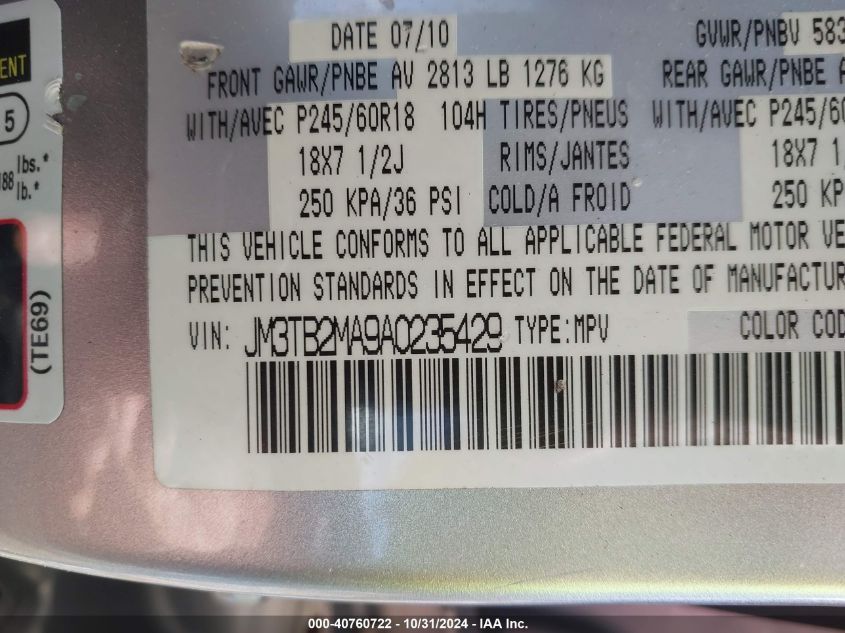 DATE 07/10 GVWR/PNBV 583
FRONT GAWR/PNBE AV 2813 LB 1276 KG REAR GAWR/PNBE A
WITH/AVEC P245/60R18 104H TIRES/PNEUS WITH/AVEC P245/60
18X7 1/2J RIMS/JANTES 18X7 1/
250 KPA/36 PSI COLD/A FROID 250 KP
THIS VEHICLE CONFORMS TO ALL APPLICABLE FEDERAL MOTOR VE
PREVENTION STANDARDS IN EFFECT ON THE DATE OF MANUFACTUR
VIN: JM3TB2MA9A0235429 TYPE:MPV COLOR COD
ENT
5
lbs.*
188 lb.*
(TE69)
000-40760722 - 10/31/2024 - IAA Inc.